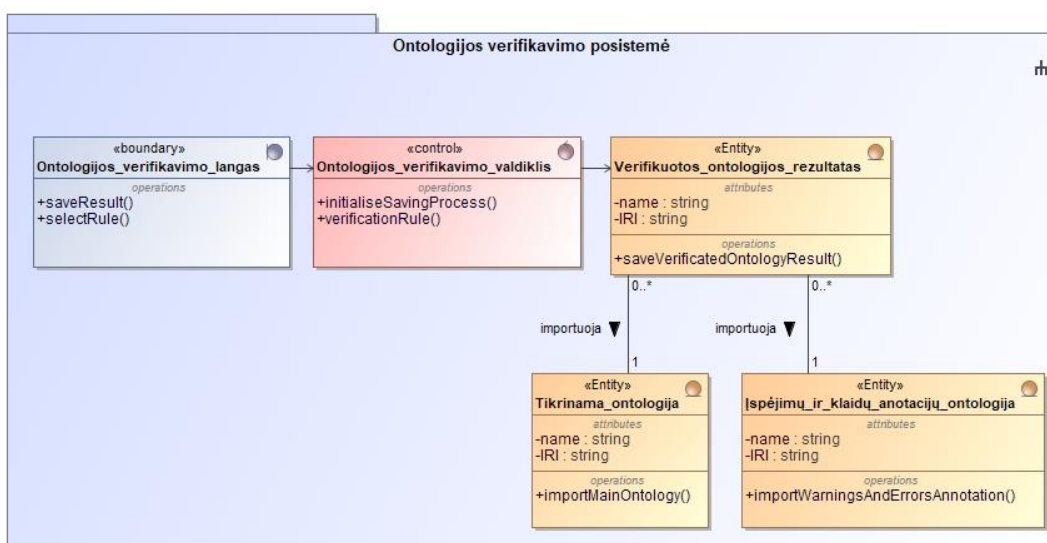 Ontologijos verifikavimo posistemė
«boundary»
Ontologijos_verifikavimo_langas
operations
+saveResult()
+selectRule()
«control»
Ontologijos_verifikavimo_valdiklis
operations
+initialiseSavingProcess()
+verificationRule()
«Entity»
Verifikuotos_ontologijos_rezultatas
attributes
-name : string
-IRI : string
operations
+saveVerificatedOntologyResult()
0..*
0..*
importuoja
importuoja
1
1
«Entity»
Tikrinama_ontologija
attributes
-name : string
-IRI : string
operations
+importMainOntology()
«Entity»
Įspėjimų_ir_klaidų_anotacijų_ontologija
attributes
-name : string
-IRI : string
operations
+importWarningsAndErrorsAnnotation()